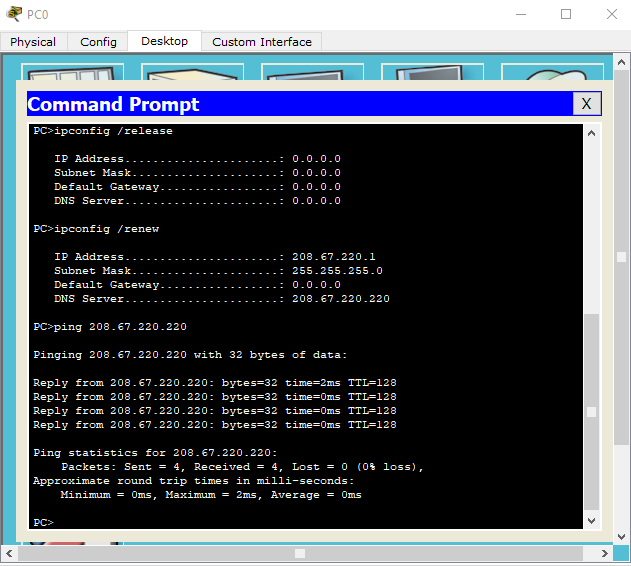 PC0
Physical Config Desktop Custom Interface
Command Prompt X
PC>ipconfig /release
IP Address......................: 0.0.0.0
Subnet Mask.....................: 0.0.0.0
Default Gateway.................: 0.0.0.0
DNS Server......................: 0.0.0.0
PC>ipconfig /renew
IP Address......................: 208.67.220.1
Subnet Mask.....................: 255.255.255.0
Default Gateway.................: 0.0.0.0
DNS Server......................: 208.67.220.220
PC>ping 208.67.220.220
Pinging 208.67.220.220 with 32 bytes of data:
Reply from 208.67.220.220: bytes=32 time=2ms TTL=128
Reply from 208.67.220.220: bytes=32 time=0ms TTL=128
Reply from 208.67.220.220: bytes=32 time=0ms TTL=128
Reply from 208.67.220.220: bytes=32 time=0ms TTL=128
Ping statistics for 208.67.220.220:
Packets: Sent = 4, Received = 4, Lost = 0 (0% loss),
Approximate round trip times in milli-seconds:
Minimum = 0ms, Maximum = 2ms, Average = 0ms
PC>